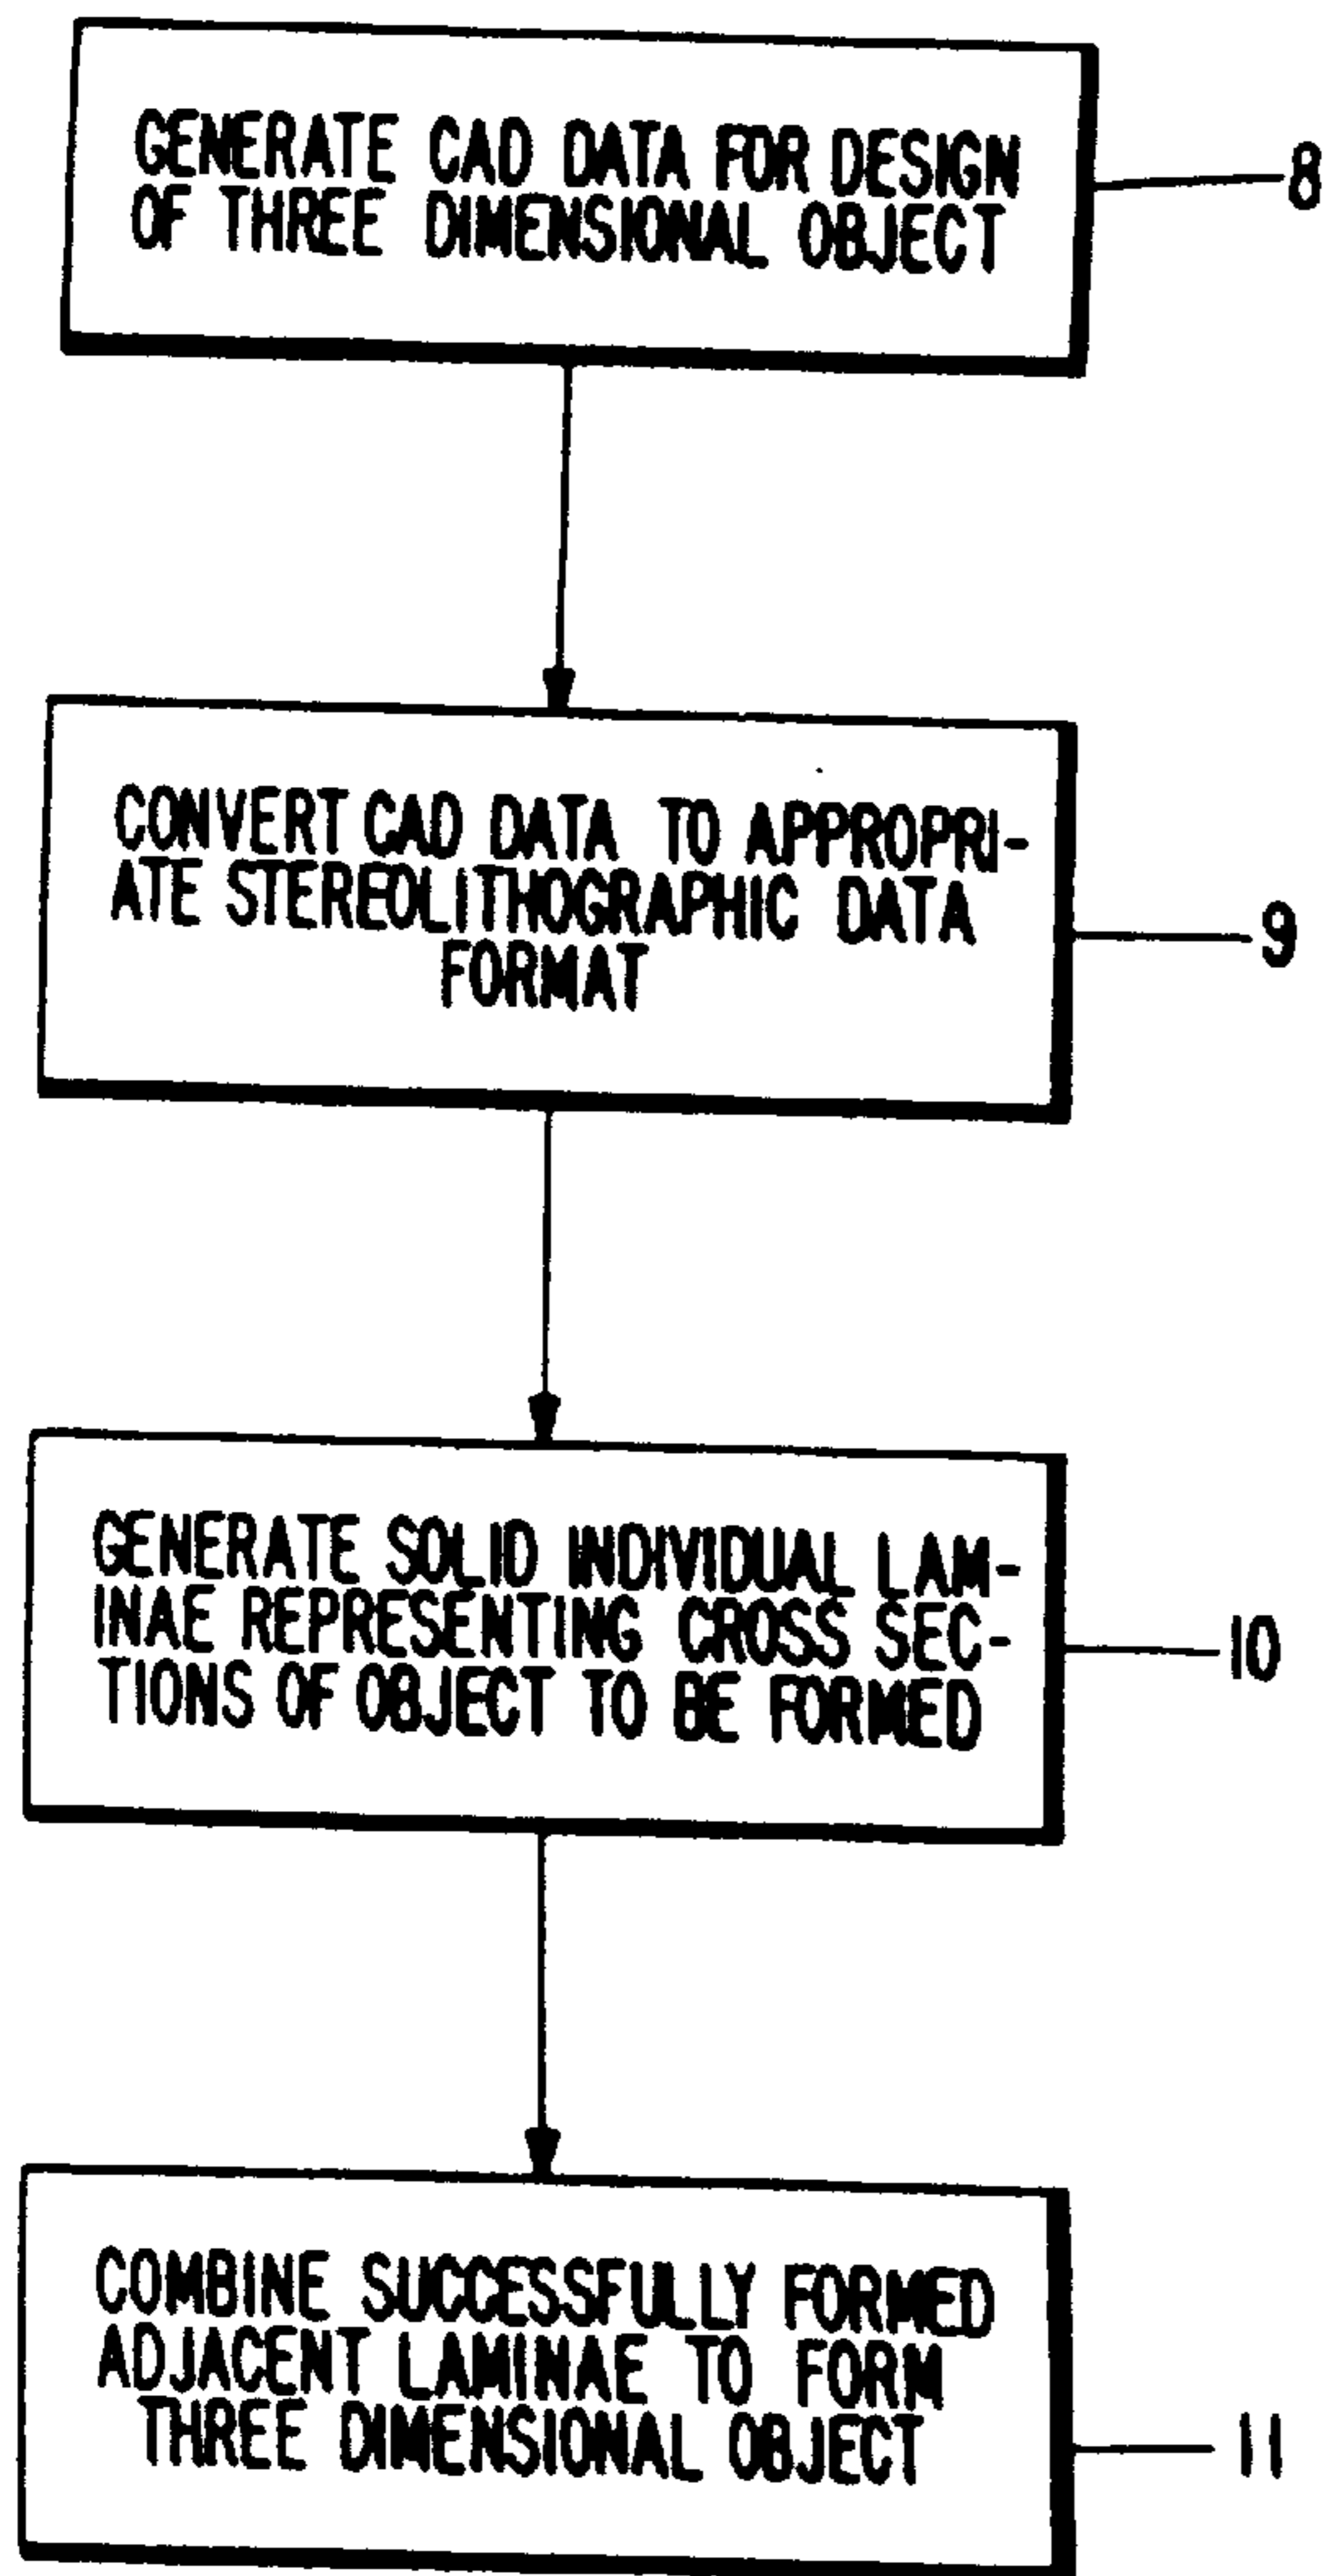 GENERATE CAD DATA FOR DESIGN
OF THREE DIMENSIONAL OBJECT
8
CONVERT CAD DATA TO APPROPRI-
ATE STEREOLITHOGRAPHIC DATA
FORMAT
9
GENERATE SOLID INDIVIDUAL LAM-
INAE REPRESENTING CROSS SEC-
TIONS OF OBJECT TO BE FORMED
10
COMBINE SUCCESSFULLY FORMED
ADJACENT LAMINAE TO FORM
THREE DIMENSIONAL OBJECT
11